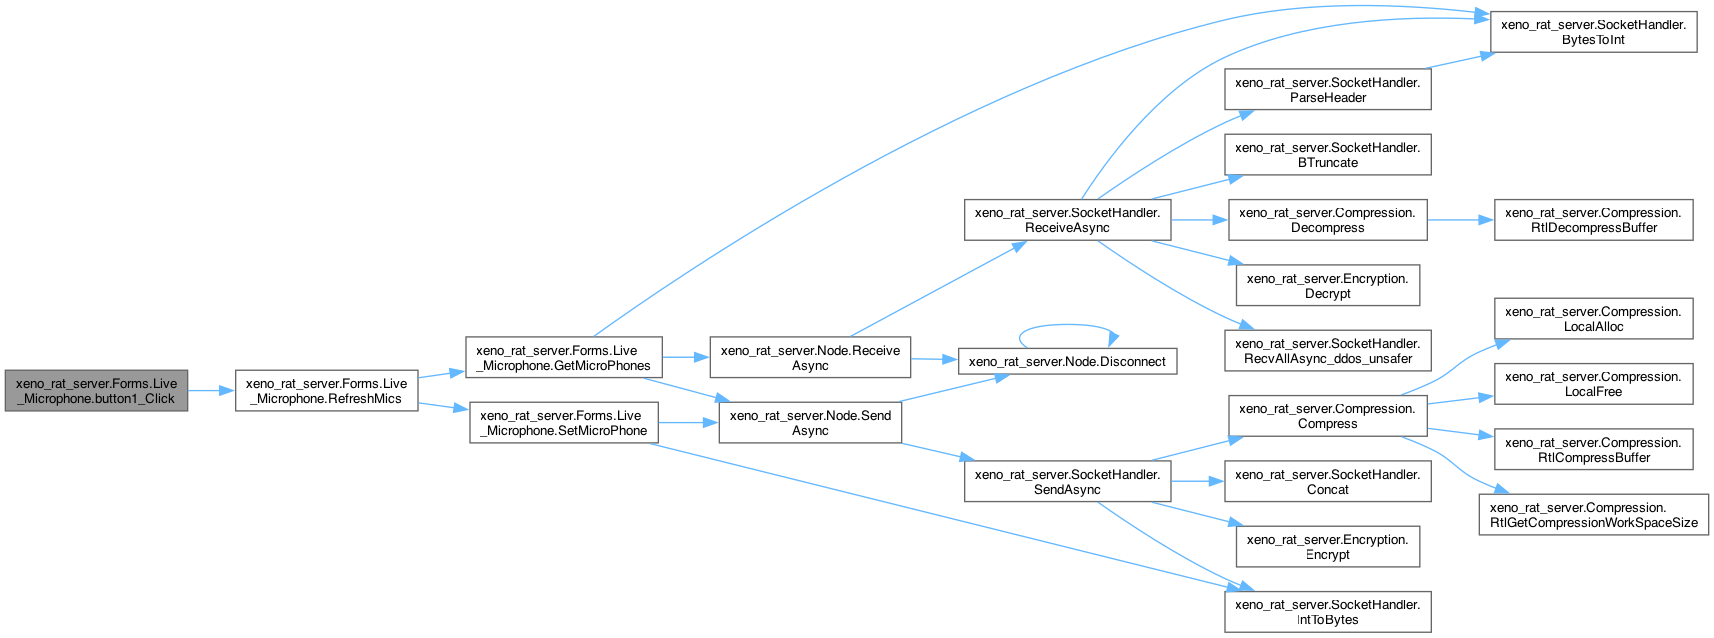 xeno_rat_server.Forms.Live
_Microphone.button1_Click
xeno_rat_server.Forms.Live
_Microphone.RefreshMics
xeno_rat_server.Forms.Live
_Microphone.GetMicroPhones
xeno_rat_server.Forms.Live
_Microphone.SetMicroPhone
xeno_rat_server.Node.Receive
Async
xeno_rat_server.Node.Send
Async
xeno_rat_server.SocketHandler.
ReceiveAsync
xeno_rat_server.Node.Disconnect
xeno_rat_server.SocketHandler.
SendAsync
xeno_rat_server.SocketHandler.
ParseHeader
xeno_rat_server.SocketHandler.
BTruncate
xeno_rat_server.Compression.
Decompress
xeno_rat_server.Encryption.
Decrypt
xeno_rat_server.SocketHandler.
RecvAllAsync_ddos_unsafer
xeno_rat_server.Compression.
Compress
xeno_rat_server.SocketHandler.
Concat
xeno_rat_server.Encryption.
Encrypt
xeno_rat_server.SocketHandler.
IntToBytes
xeno_rat_server.SocketHandler.
BytesToInt
xeno_rat_server.Compression.
RtlDecompressBuffer
xeno_rat_server.Compression.
LocalAlloc
xeno_rat_server.Compression.
LocalFree
xeno_rat_server.Compression.
RtlCompressBuffer
xeno_rat_server.Compression.
RtlGetCompressionWorkSpaceSize